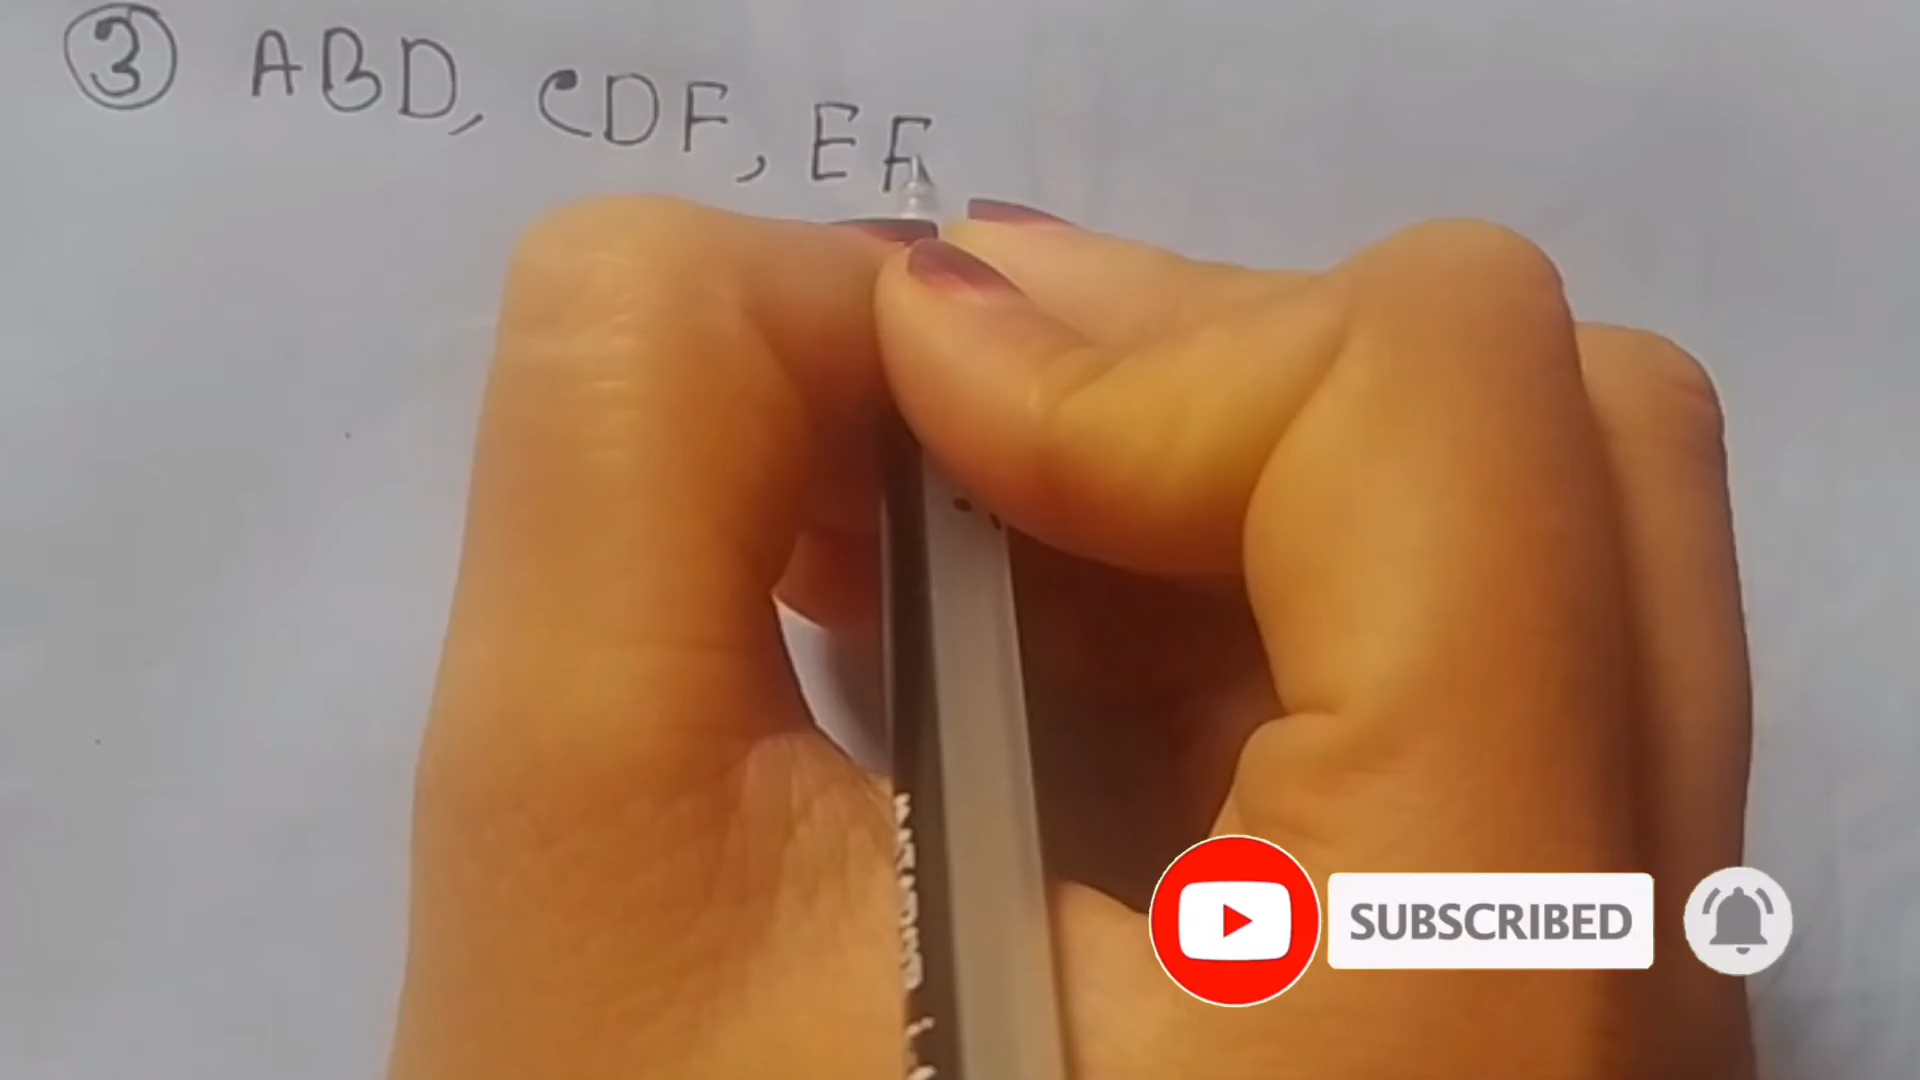 ③ ABD, CDF, EF
SUBSCRIBED